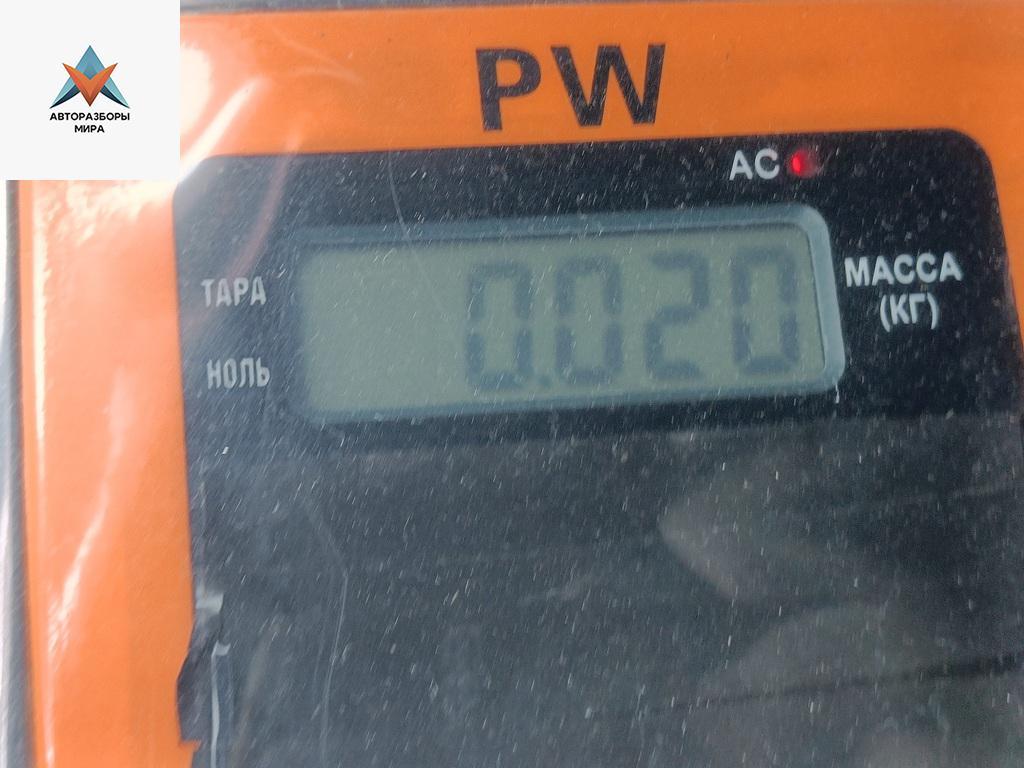 АВТОРАЗБОРЫ
МИРА
PW
AC
ТАРА
НОЛЬ
0.020
МАССА
(КГ)